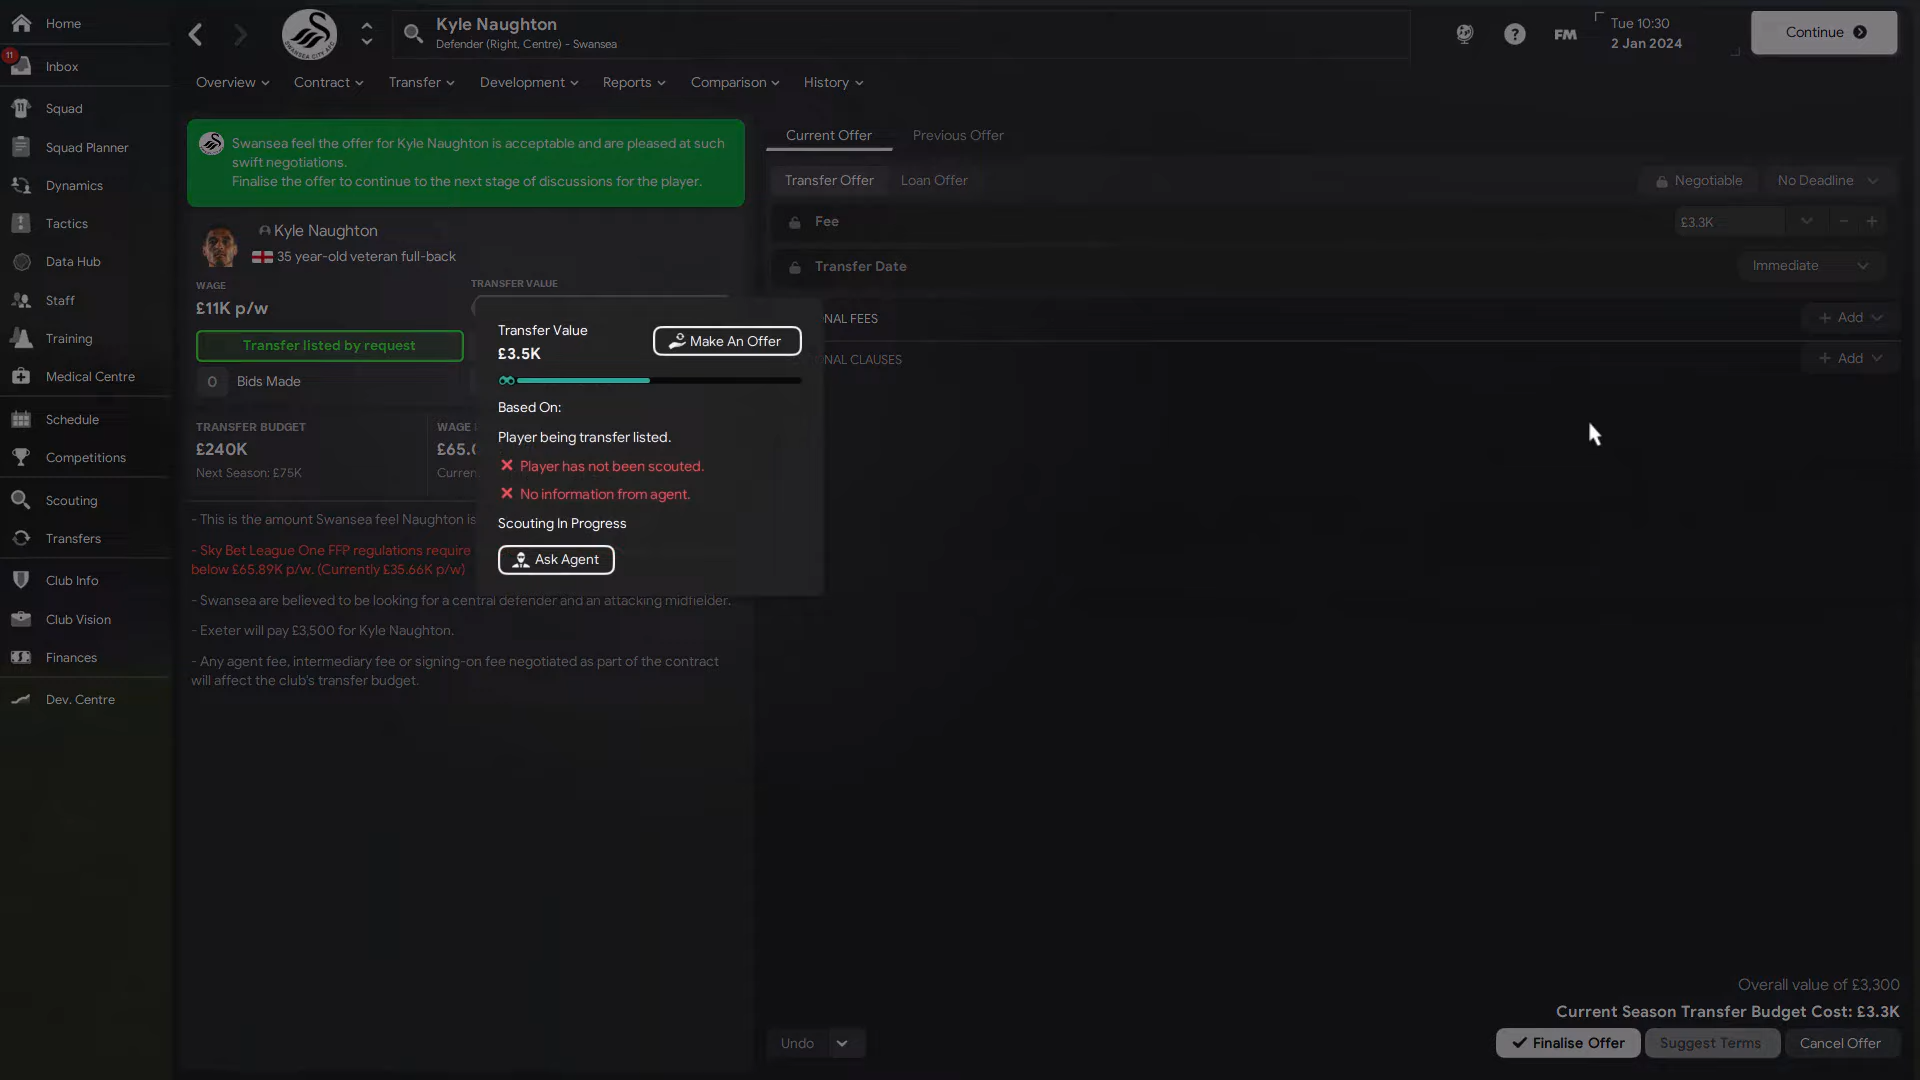 Home
11
Inbox
Squad
Squad Planner
Dynamics
Tactics
Data Hub
Staff
Training
Medical Centre
Schedule
Competitions
Scouting
Transfers
Club Info
Club Vision
Finances
Dev. Centre
Kyle Naughton
Defender (Right, Centre) - Swansea
FM
Tue 10:30
2 Jan 2024
Continue
Overview
Contract
Transfer
Development
Reports
Comparison
History
Swansea feel the offer for Kyle Naughton is acceptable and are pleased at such
swift negotiations.
Finalise the offer to continue to the next stage of discussions for the player.
Kyle Naughton
35 year-old veteran full-back
WAGE
£11K p/w
TRANSFER VALUE
Transfer listed by request
0 Bids Made
TRANSFER BUDGET
£240K
Next Season: £75K
WAGE
£65.
Curren
- This is the amount Swansea feel Naughton is
- Sky Bet League One FFP regulations require
below £65.89K p/w. (Currently £35.66K p/w)
- Swansea are believed to be looking for a central defender and an attacking midfielder.
- Exeter will pay £3,500 for Kyle Naughton.
- Any agent fee, intermediary fee or signing-on fee negotiated as part of the contract
will affect the club's transfer budget.
Transfer Value
£3.5K
Make An Offer
Based On:
Player being transfer listed.
Player has not been scouted.
No information from agent.
Scouting In Progress
Ask Agent
Current Offer
Previous Offer
Transfer Offer
Loan Offer
Negotiable
No Deadline
Fee
£3.3K
Transfer Date
Immediate
ONAL FEES
+ Add
ONAL CLAUSES
+ Add
Overall value of £3,300
Current Season Transfer Budget Cost: £3.3K
Undo
Finalise Offer
Suggest Terms
Cancel Offer